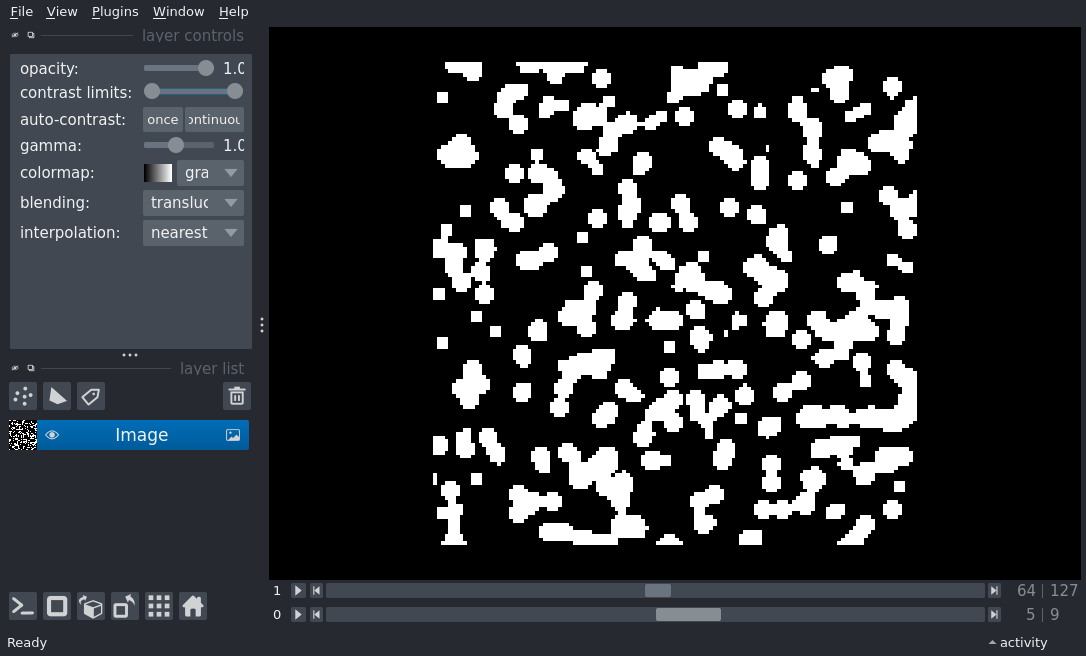 File View Plugins Window Help
layer controls
opacity: 1.0
contrast limits:
auto-contrast: once ontinuou
gamma: 1.0
colormap: gra
blending: transluc
interpolation: nearest
layer list
Image
1 64 | 127
0 5 | 9
Ready activity